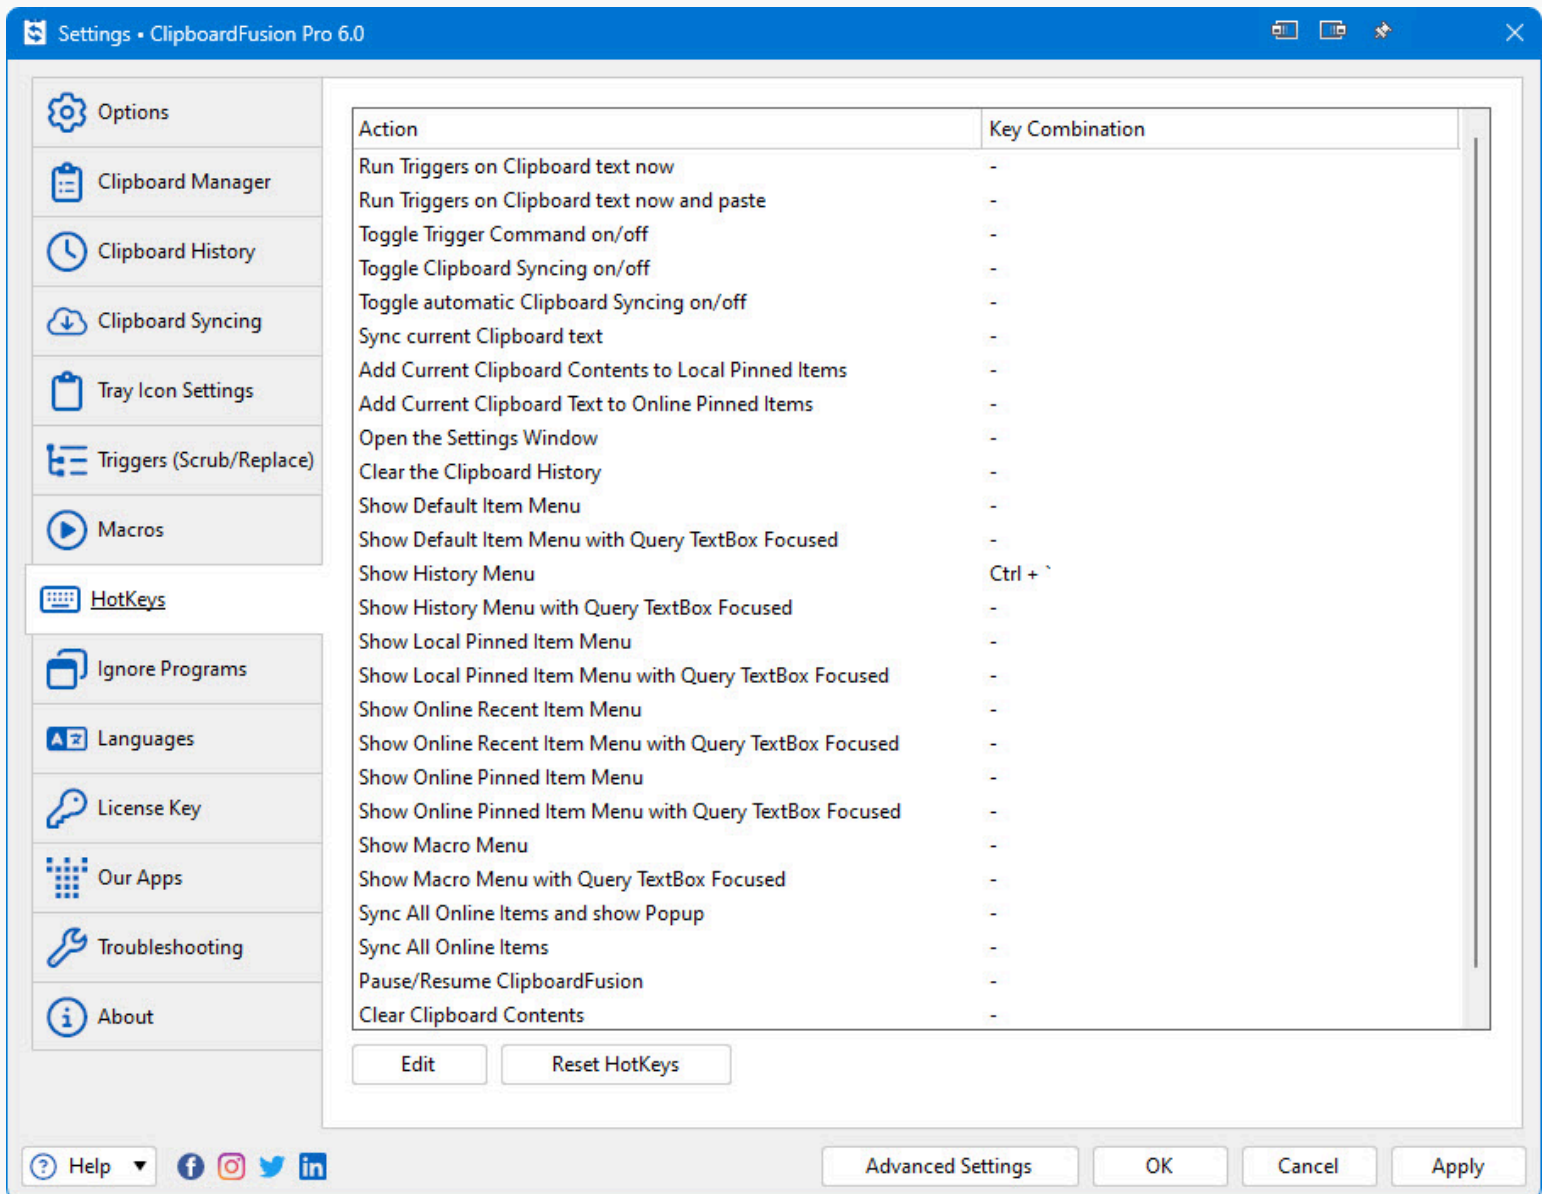 Settings • ClipboardFusion Pro 6.0
Options
Clipboard Manager
Clipboard History
Clipboard Syncing
Tray Icon Settings
Triggers (Scrub/Replace)
Macros
HotKeys
Ignore Programs
Languages
License Key
Our Apps
Troubleshooting
About
Action Key Combination
Run Triggers on Clipboard text now -
Run Triggers on Clipboard text now and paste -
Toggle Trigger Command on/off -
Toggle Clipboard Syncing on/off -
Toggle automatic Clipboard Syncing on/off -
Sync current Clipboard text -
Add Current Clipboard Contents to Local Pinned Items -
Add Current Clipboard Text to Online Pinned Items -
Open the Settings Window -
Clear the Clipboard History -
Show Default Item Menu -
Show Default Item Menu with Query TextBox Focused -
Show History Menu Ctrl + `
Show History Menu with Query TextBox Focused -
Show Local Pinned Item Menu -
Show Local Pinned Item Menu with Query TextBox Focused -
Show Online Recent Item Menu -
Show Online Recent Item Menu with Query TextBox Focused -
Show Online Pinned Item Menu -
Show Online Pinned Item Menu with Query TextBox Focused -
Show Macro Menu -
Show Macro Menu with Query TextBox Focused -
Sync All Online Items and show Popup -
Sync All Online Items -
Pause/Resume ClipboardFusion -
Clear Clipboard Contents -
Edit Reset HotKeys
Help Advanced Settings OK Cancel Apply